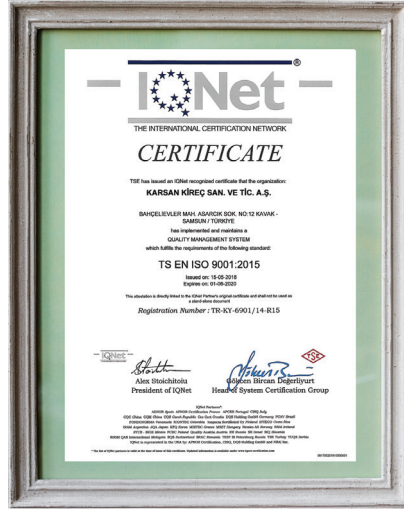 IQNet
®
THE INTERNATIONAL CERTIFICATION NETWORK
CERTIFICATE
TSE has issued an IQNet recognized certificate that the organization:
KARSAN KİREÇ SAN. VE TİC. A.Ş.
BAHÇELİEVLER MAH. ASARCIK SOK. NO:12 KAVAK -
SAMSUN / TÜRKİYE
has implemented and maintains a
QUALITY MANAGEMENT SYSTEM
which fulfills the requirements of the following standard:
TS EN ISO 9001:2015
Issued on: 15-05-2018
Expires on: 01-06-2020
This attestation is directly linked to the IQNet Partner's original certificate and shall not be used as
a stand-alone document
Registration Number : TR-KY-6901/14-R15
- IQNet -
TSE
Alex Stoichitoiu
President of IQNet
Gökcen Bircan Değerliyurt
Head of System Certification Group
IQNet Partners*: